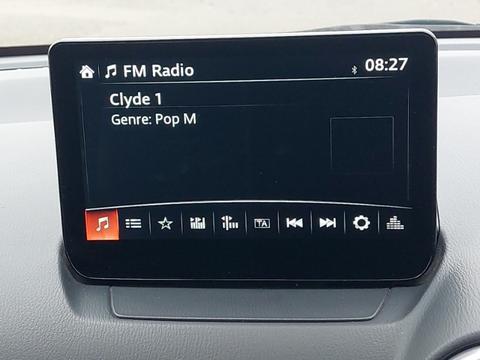 FM Radio 08:27
Clyde 1
Genre: Pop M
TA